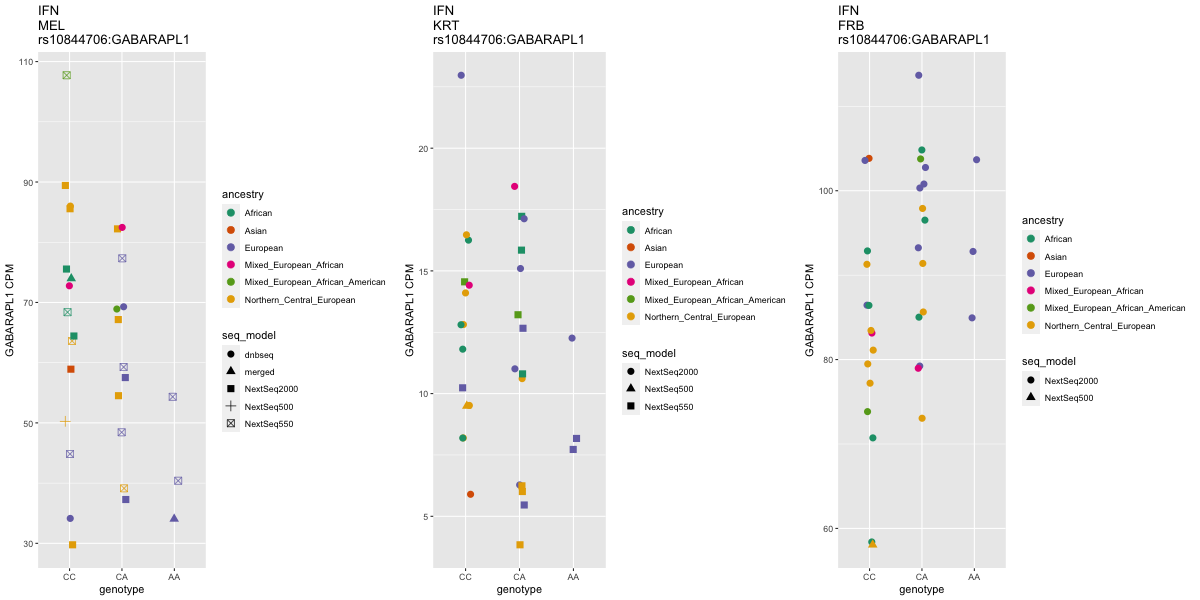 IFN
MEL
rs10844706:GABARAPL1
GABARAPL1 CPM
110
90
70
50
30
CC
CA
AA
genotype
ancestry
African
Asian
European
Mixed_European_African
Mixed_European_African_American
Northern_Central_European
seq_model
dnbseq
merged
NextSeq2000
NextSeq500
NextSeq550
IFN
KRT
rs10844706:GABARAPL1
GABARAPL1 CPM
20
15
10
5
CC
CA
AA
genotype
ancestry
African
Asian
European
Mixed_European_African
Mixed_European_African_American
Northern_Central_European
seq_model
NextSeq2000
NextSeq500
NextSeq550
IFN
FRB
rs10844706:GABARAPL1
GABARAPL1 CPM
100
80
60
CC
CA
AA
genotype
ancestry
African
Asian
European
Mixed_European_African
Mixed_European_African_American
Northern_Central_European
seq_model
NextSeq2000
NextSeq500